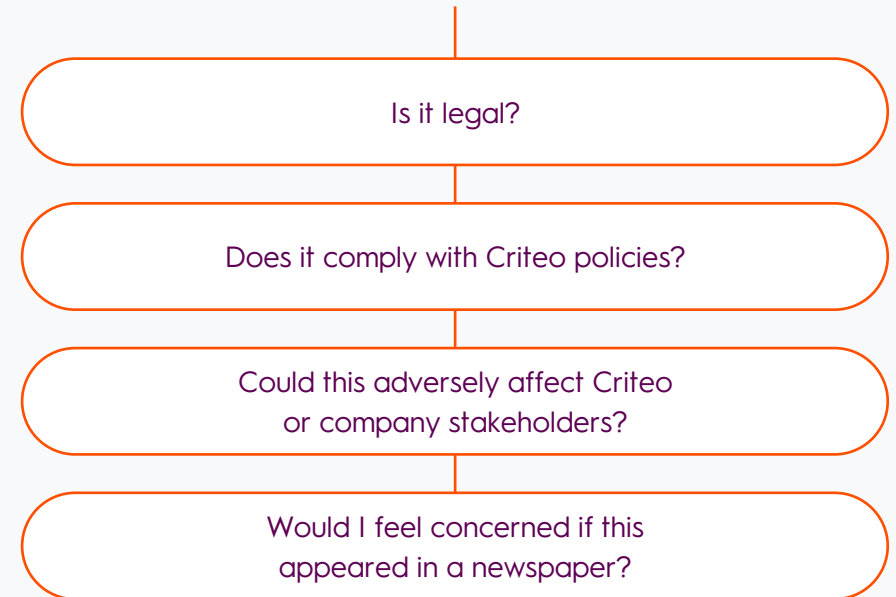 Is it legal?
Does it comply with Criteo policies?
Could this adversely affect Criteo
or company stakeholders?
Would I feel concerned if this
appeared in a newspaper?